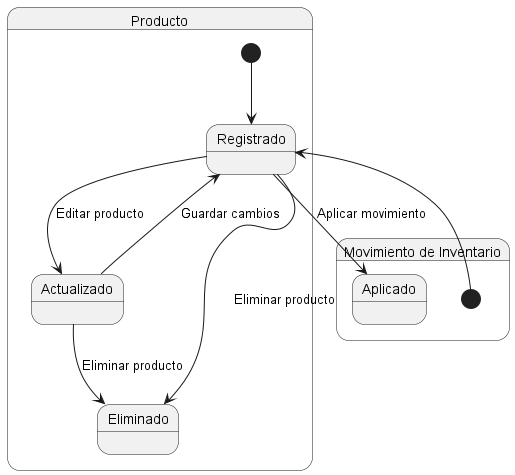 Producto
Registrado
Editar producto
Guardar cambios
Aplicar movimiento
Movimiento de Inventario
Actualizado
Aplicado
Eliminar producto
Eliminar producto
Eliminado